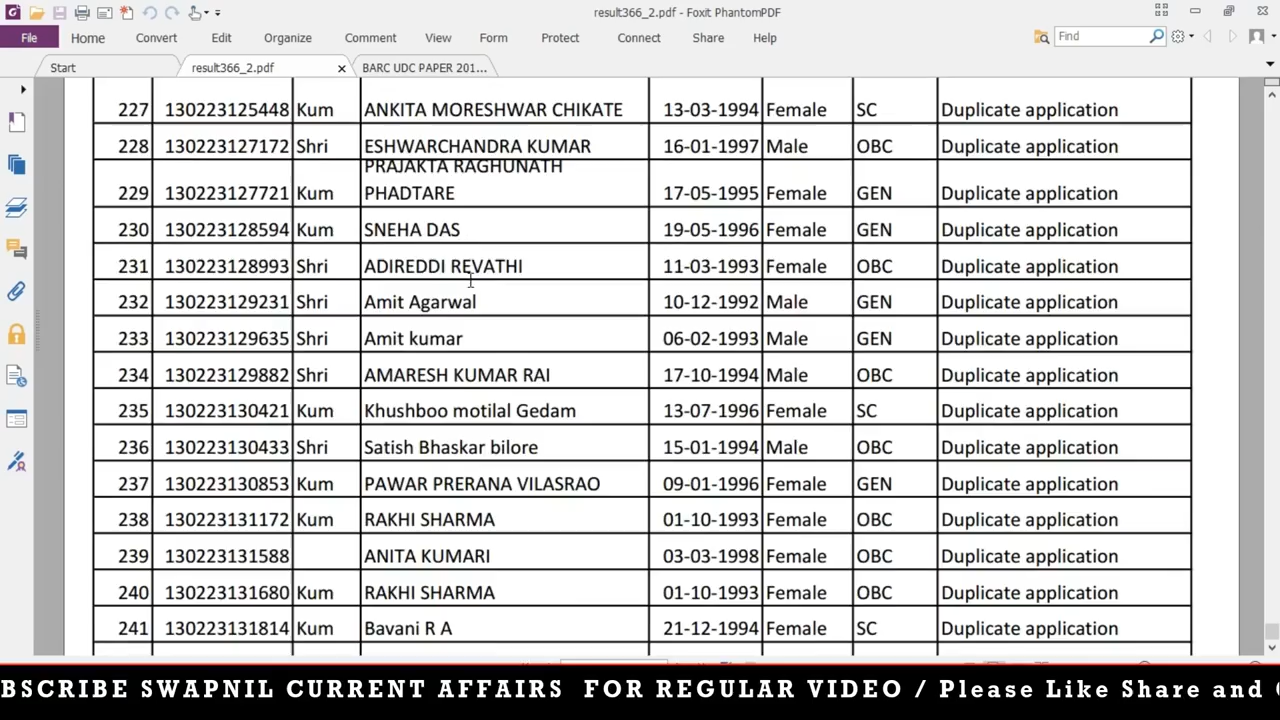 result366_2.pdf - Foxit PhantomPDF
File Home Convert Edit Organize Comment View Form Protect Connect Share Help Find
Start result366_2.pdf BARC UDC PAPER 201...
227 130223125448 Kum ANKITA MORESHWAR CHIKATE 13-03-1994 Female SC Duplicate application
228 130223127172 Shri ESHWARCHANDRA KUMAR 16-01-1997 Male OBC Duplicate application
PRAJAKTA RAGHUNATH
229 130223127721 Kum PHADTARE 17-05-1995 Female GEN Duplicate application
230 130223128594 Kum SNEHA DAS 19-05-1996 Female GEN Duplicate application
231 130223128993 Shri ADIREDDI REVATHI 11-03-1993 Female OBC Duplicate application
232 130223129231 Shri Amit Agarwal 10-12-1992 Male GEN Duplicate application
233 130223129635 Shri Amit kumar 06-02-1993 Male GEN Duplicate application
234 130223129882 Shri AMARESH KUMAR RAI 17-10-1994 Male OBC Duplicate application
235 130223130421 Kum Khushboo motilal Gedam 13-07-1996 Female SC Duplicate application
236 130223130433 Shri Satish Bhaskar bilore 15-01-1994 Male OBC Duplicate application
237 130223130853 Kum PAWAR PRERANA VILASRAO 09-01-1996 Female GEN Duplicate application
238 130223131172 Kum RAKHI SHARMA 01-10-1993 Female OBC Duplicate application
239 130223131588 ANITA KUMARI 03-03-1998 Female OBC Duplicate application
240 130223131680 Kum RAKHI SHARMA 01-10-1993 Female OBC Duplicate application
241 130223131814 Kum Bavani R A 21-12-1994 Female SC Duplicate application
BSCRIBE SWAPNIL CURRENT AFFAIRS FOR REGULAR VIDEO / Please Like Share and